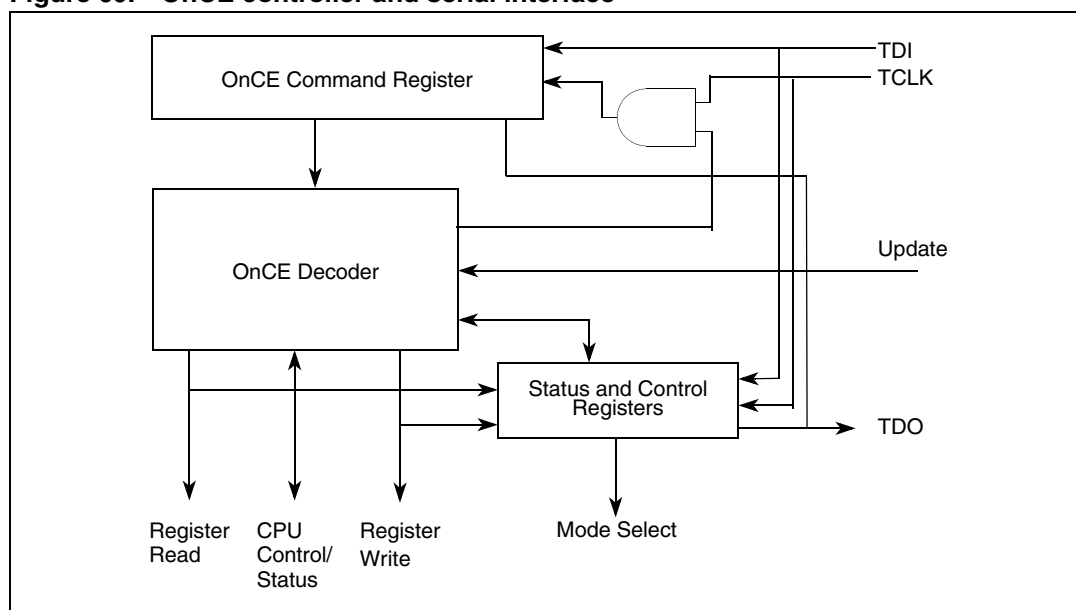 OnCE Command Register
TDI
TCLK
OnCE Decoder
Update
Status and Control
Registers
TDO
Register
Read
CPU
Control/
Status
Register
Write
Mode Select